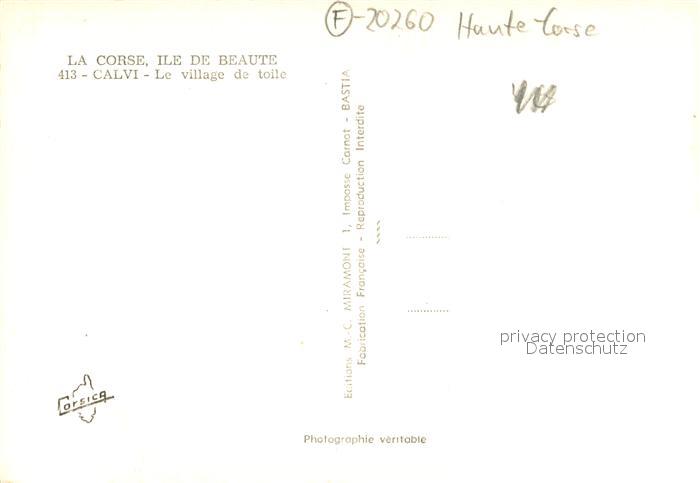 F-20260 Haute Corse
LA CORSE, ILE DE BEAUTE
413 - CALVI - Le village de toile
Editions M.-C. MIRAMONT 1, Impasse Carnot - BASTIA
Fabrication Française - Reproduction Interdite
privacy protection
Datenschutz
Corsica
Photographie véritable